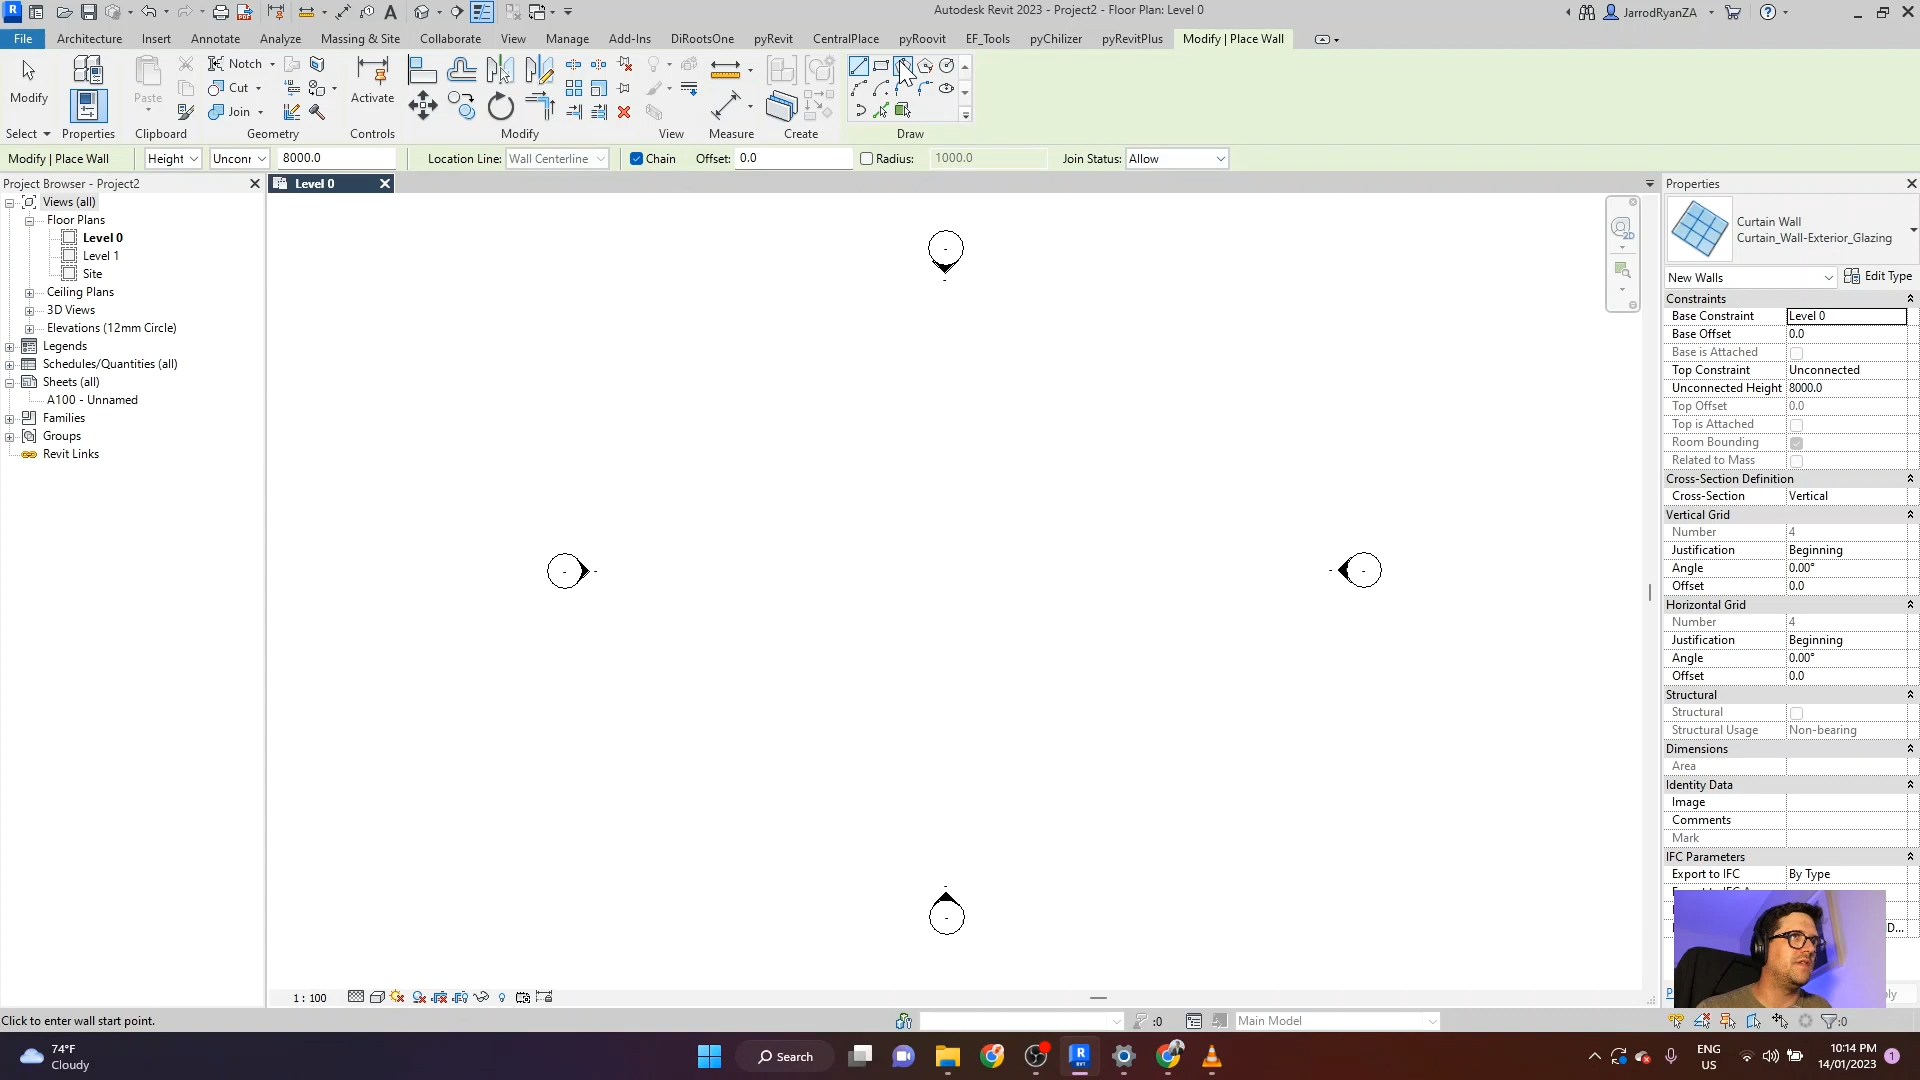 Autodesk Revit 2023 - Project2 - Floor Plan: Level 0
JarrodRyanZA
File
Architecture
Insert
Annotate
Analyze
Massing & Site
Collaborate
View
Manage
Add-Ins
DiRootsOne
pyRevit
CentralPlace
pyRoovit
EF_Tools
pyChilizer
pyRevitPlus
Modify | Place Wall
Modify
Paste
Notch
Cut
Join
Activate
Select
Properties
Clipboard
Geometry
Controls
Modify
View
Measure
Create
Draw
Modify | Place Wall
Height
Unconr
8000.0
Location Line:
Wall Centerline
Chain
Offset:
0.0
Radius:
1000.0
Join Status:
Allow
Project Browser - Project2
Views (all)
Floor Plans
Level 0
Level 1
Site
Ceiling Plans
3D Views
Elevations (12mm Circle)
Legends
Schedules/Quantities (all)
Sheets (all)
A100 - Unnamed
Families
Groups
Revit Links
Level 0
2D
1 : 100
Properties
Curtain Wall
Curtain_Wall-Exterior_Glazing
New Walls
Edit Type
Constraints
Base Constraint Level 0
Base Offset 0.0
Base is Attached
Top Constraint Unconnected
Unconnected Height 8000.0
Top Offset 0.0
Top is Attached
Room Bounding
Related to Mass
Cross-Section Definition
Cross-Section Vertical
Vertical Grid
Number 4
Justification Beginning
Angle 0.00°
Offset 0.0
Horizontal Grid
Number 4
Justification Beginning
Angle 0.00°
Offset 0.0
Structural
Structural
Structural Usage Non-bearing
Dimensions
Area
Identity Data
Image
Comments
Mark
IFC Parameters
Export to IFC By Type
Click to enter wall start point.
:0
Main Model
:0
74°F
Cloudy
Search
ENG
US
10:14 PM
14/01/2023
1